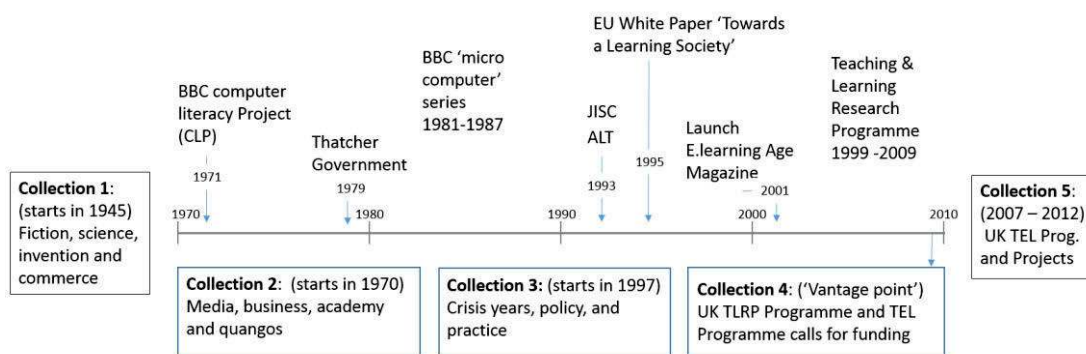 EU White Paper ‘Towards
a Learning Society’
BBC ‘micro
computer’
series
1981-1987
Teaching &
Learning
Research
Programme
1999 -2009
BBC computer
literacy Project
(CLP)
JISC
ALT
Thatcher
Government
Launch
E.learning Age
Magazine
1971
1979
1993
1995
2001
Collection 1:
(starts in 1945)
Fiction, science,
invention and
commerce
1970
1980
1990
2000
2010
Collection 5:
(2007 – 2012)
UK TEL Prog.
and Projects
Collection 2: (starts in 1970)
Media, business, academy
and quangos
Collection 3: (starts in 1997)
Crisis years, policy, and
practice
Collection 4: (‘Vantage point’)
UK TLRP Programme and TEL
Programme calls for funding